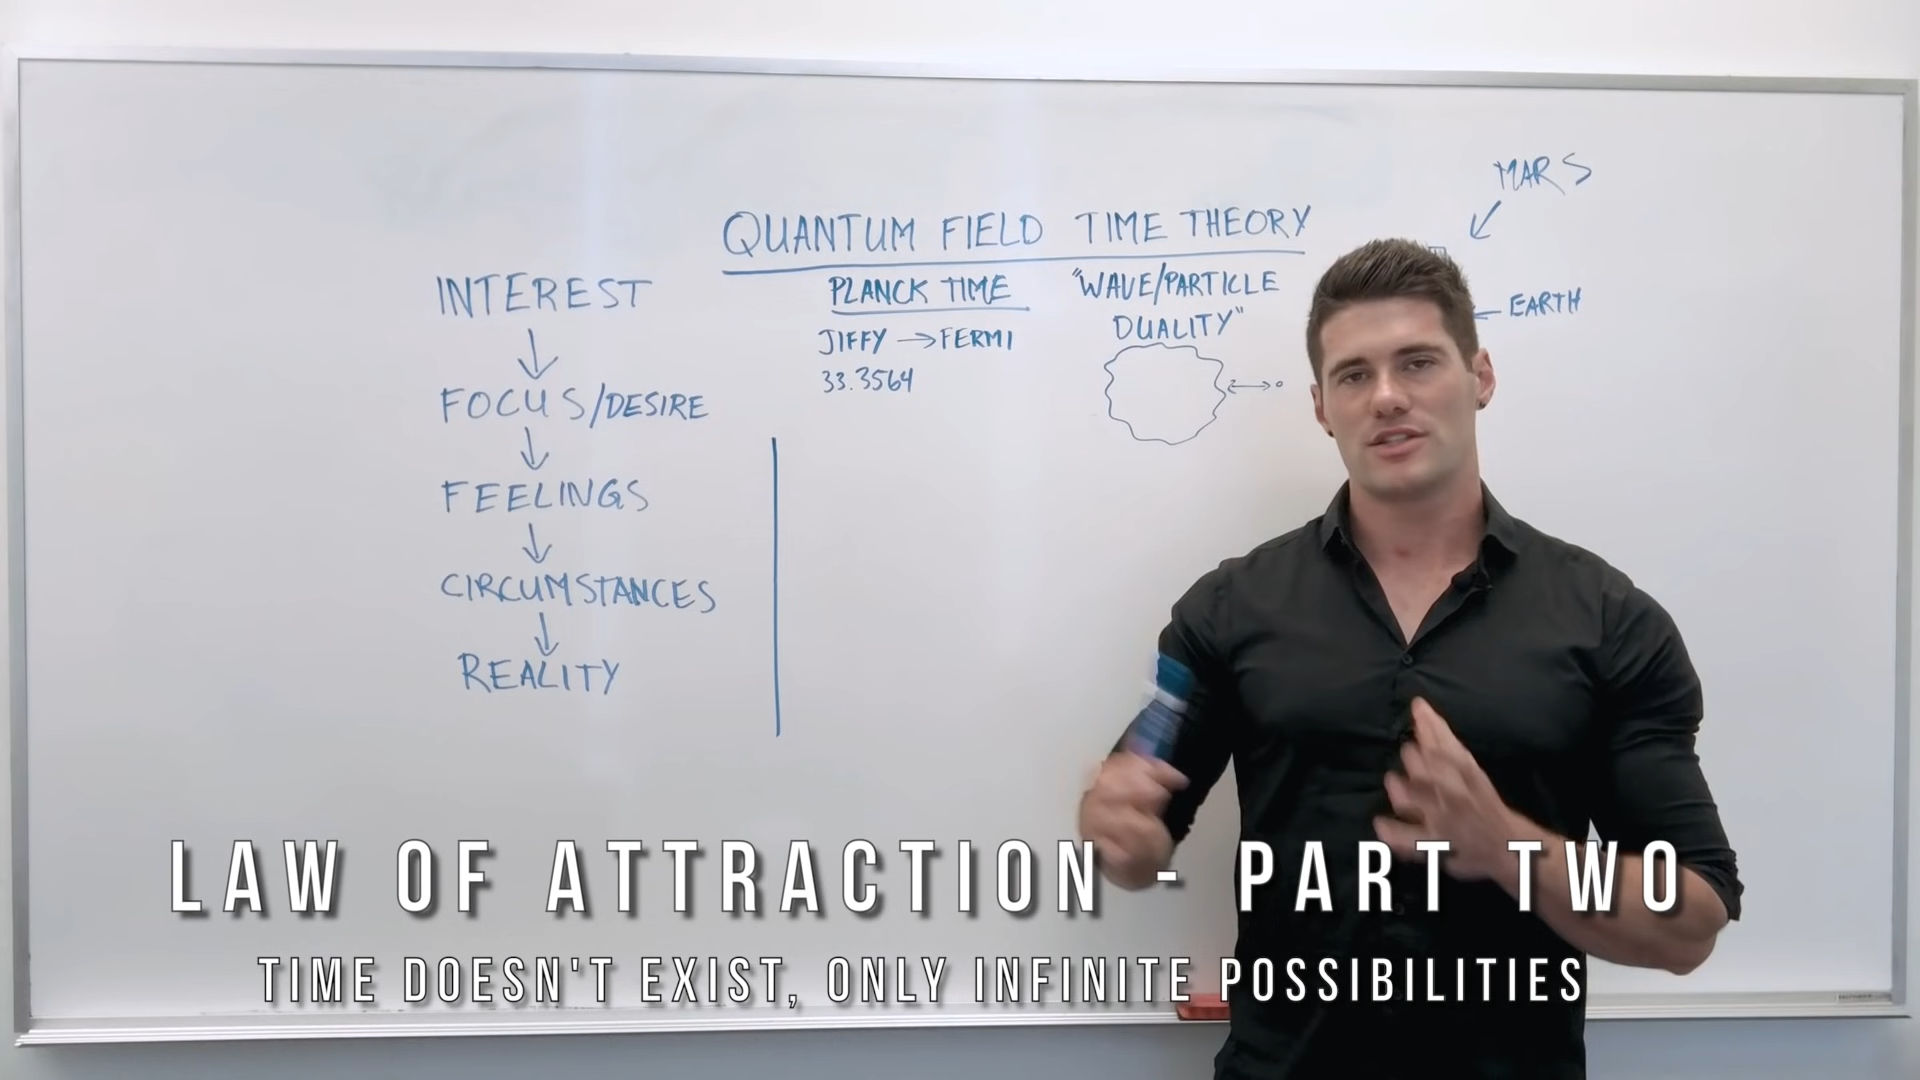 MARS
QUANTUM FIELD TIME THEORY
INTEREST
PLANCK TIME
"WAVE/PARTICLE
DUALITY"
EARTH
JIFFY → FERMI
33.3564
FOCUS/DESIRE
FEELINGS
CIRCUMSTANCES
REALITY
LAW OF ATTRACTION - PART TWO
TIME DOESN'T EXIST, ONLY INFINITE POSSIBILITIES